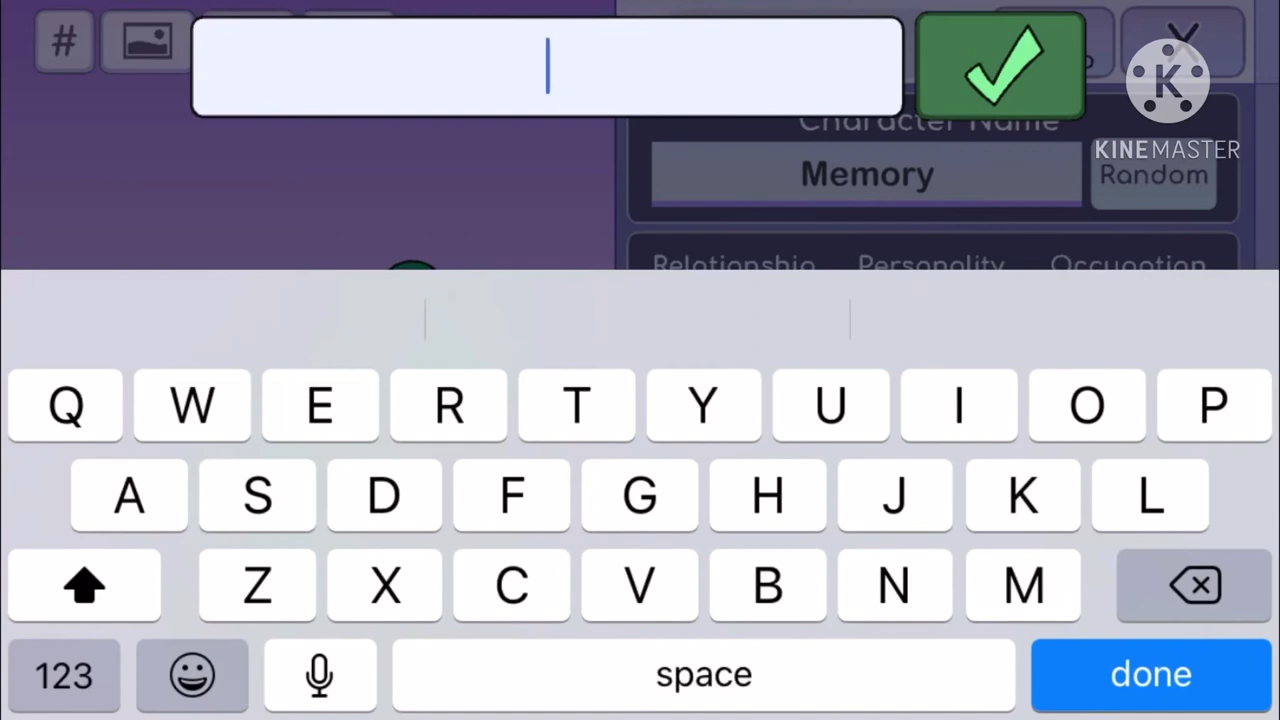 #
K
KINEMASTER
Character Name
Memory
Random
Relationship Personality Occupation
Q W E R T Y U I O P
A S D F G H J K L
Z X C V B N M
123 space done